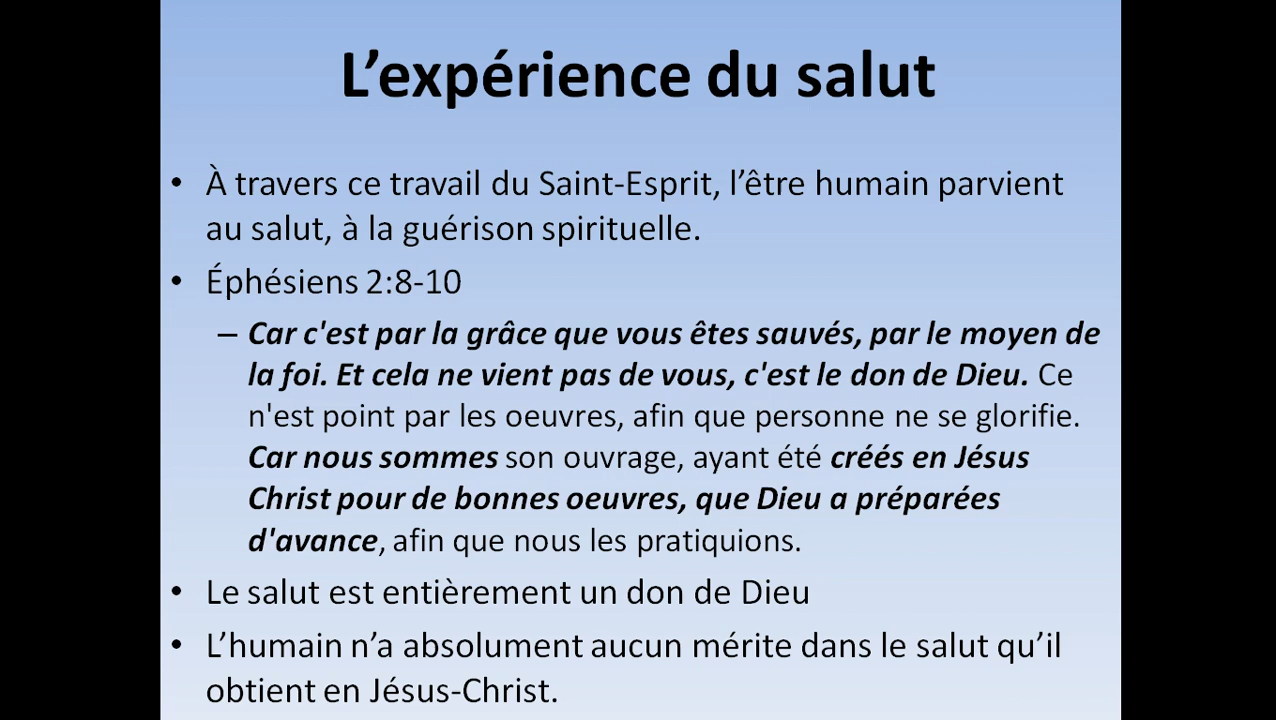 L’expérience du salut
• À travers ce travail du Saint-Esprit, l’être humain parvient
au salut, à la guérison spirituelle.
• Éphésiens 2:8-10
– Car c'est par la grâce que vous êtes sauvés, par le moyen de
la foi. Et cela ne vient pas de vous, c'est le don de Dieu. Ce
n'est point par les oeuvres, afin que personne ne se glorifie.
Car nous sommes son ouvrage, ayant été créés en Jésus
Christ pour de bonnes oeuvres, que Dieu a préparées
d'avance, afin que nous les pratiquions.
• Le salut est entièrement un don de Dieu
• L’humain n’a absolument aucun mérite dans le salut qu’il
obtient en Jésus-Christ.